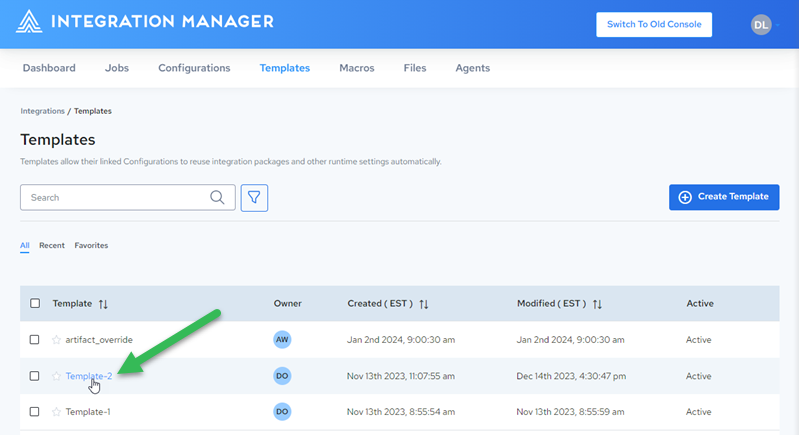 INTEGRATION MANAGER
Switch To Old Console
DL
Dashboard Jobs Configurations Templates Macros Files Agents
Integrations / Templates
Templates
Templates allow their linked Configurations to reuse integration packages and other runtime settings automatically.
Search
Create Template
All Recent Favorites
Template Owner Created ( EST ) Modified ( EST ) Active
artifact_override AW Jan 2nd 2024, 9:00:30 am Jan 2nd 2024, 9:00:30 am Active
Template-2 DO Nov 13th 2023, 11:07:55 am Dec 14th 2023, 4:30:47 pm Active
Template-1 DO Nov 13th 2023, 8:55:54 am Nov 13th 2023, 8:55:59 am Active